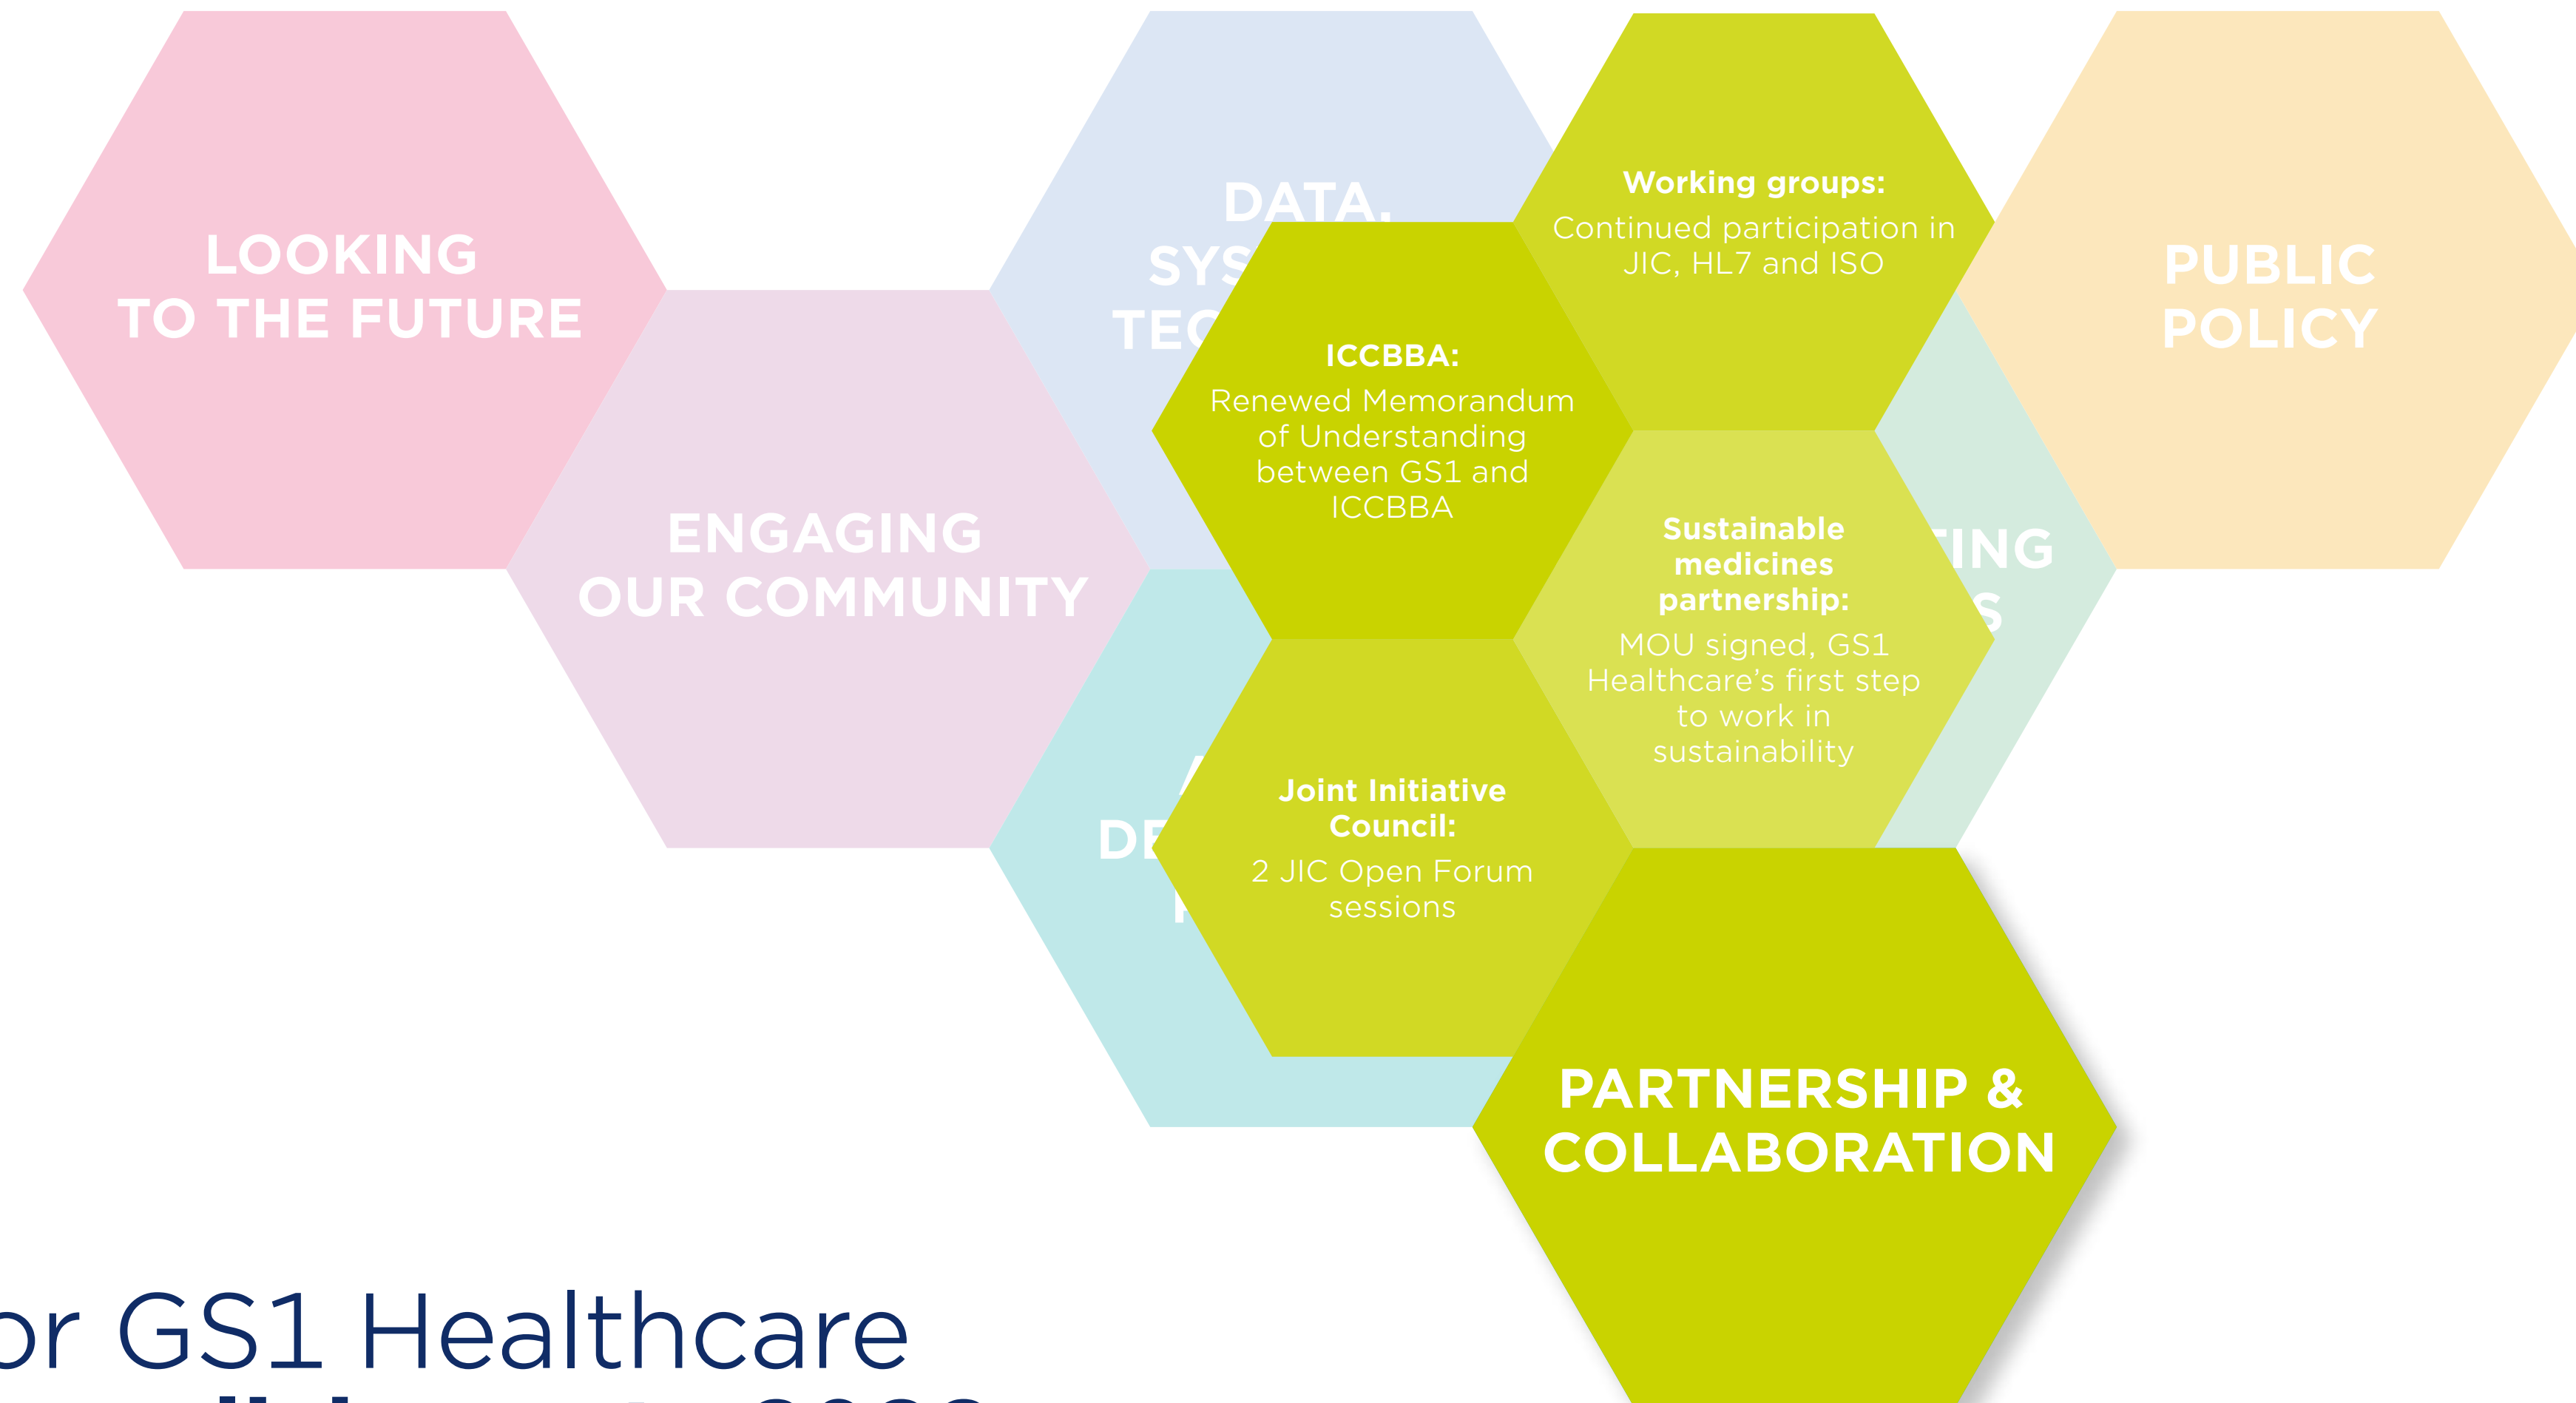 LOOKING
TO THE FUTURE
ENGAGING
OUR COMMUNITY
DATA,
Working groups:
Continued participation in
JIC, HL7 and ISO
PUBLIC
POLICY
ICCBBA:
Renewed Memorandum
of Understanding
between GS1 and
ICCBBA
Sustainable
medicines
partnership:
MOU signed, GS1
Healthcare’s first step
to work in
sustainability
Joint Initiative
Council:
2 JIC Open Forum
sessions
PARTNERSHIP &
COLLABORATION
GS1 Healthcare